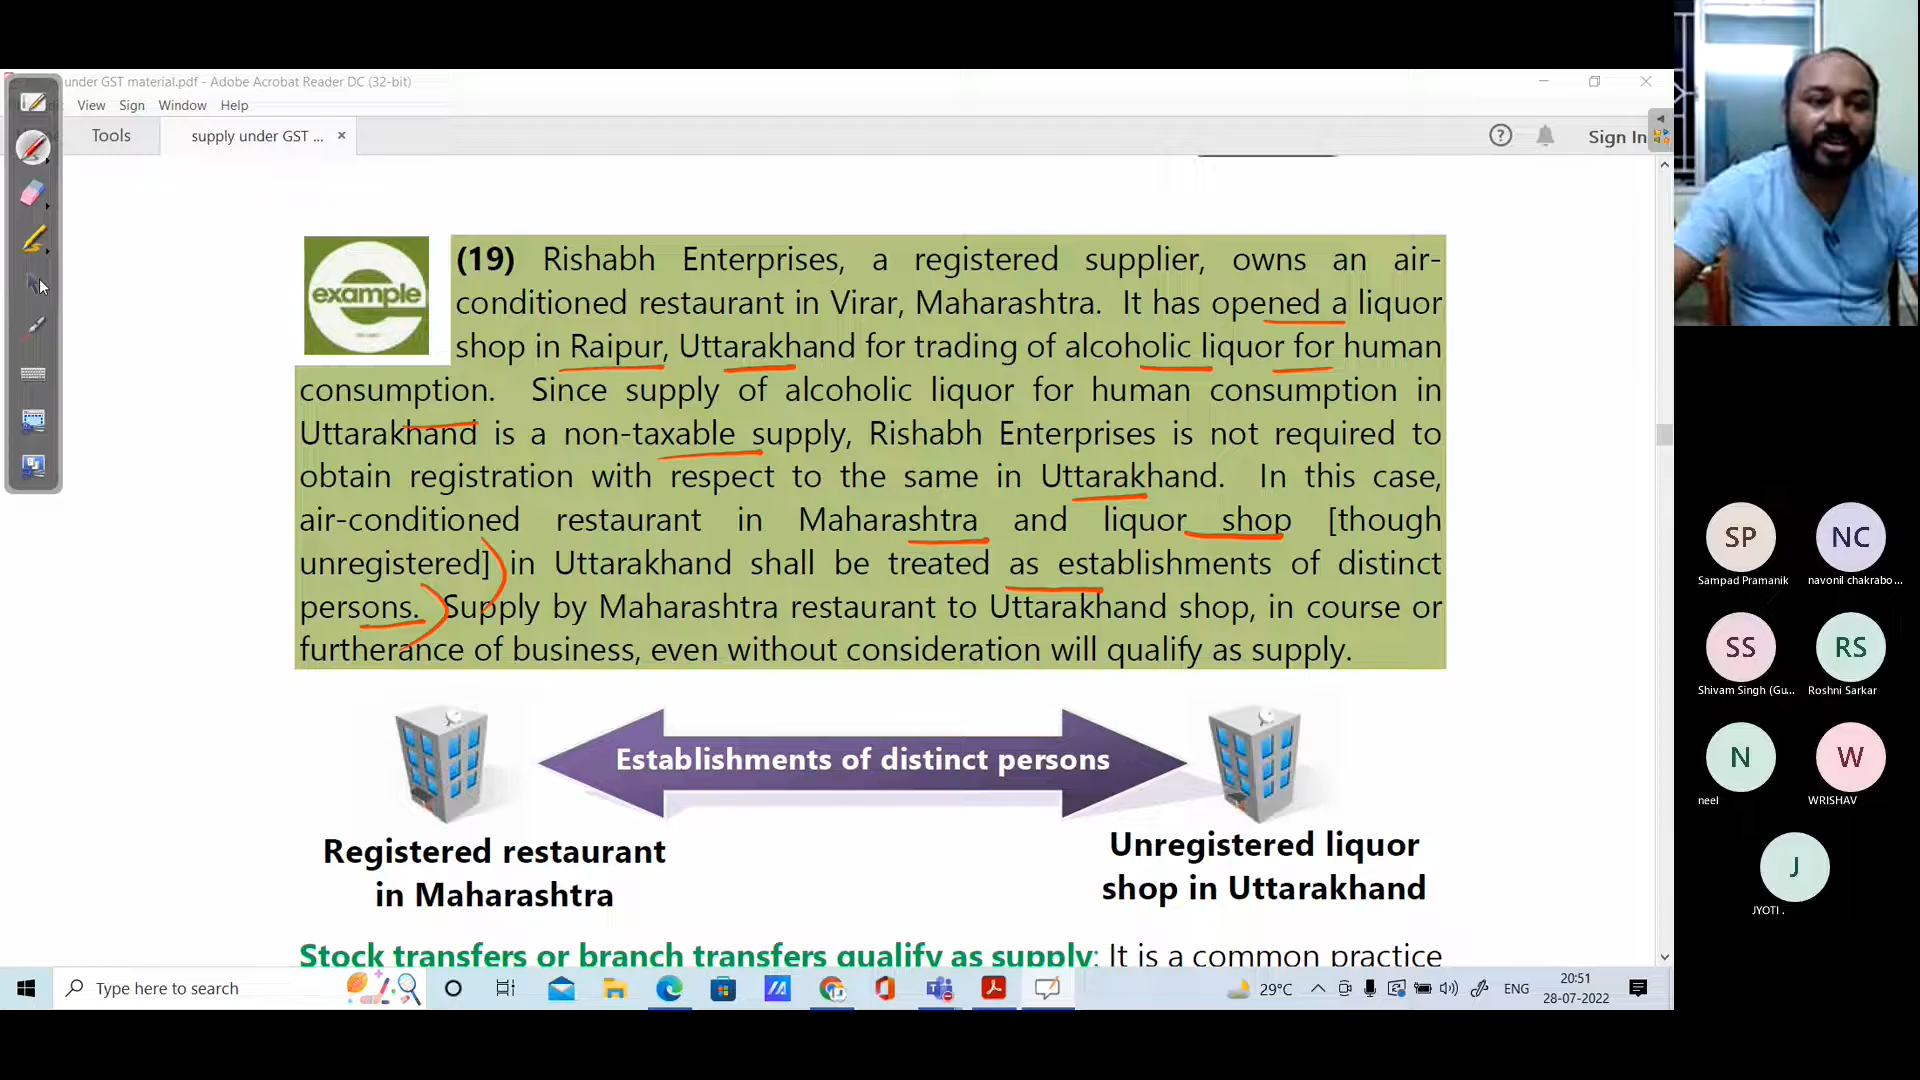 under GST material.pdf - Adobe Acrobat Reader DC (32-bit)
View Sign Window Help
Tools
supply under GST ... ×
Sign In
example
(19) Rishabh Enterprises, a registered supplier, owns an air-
conditioned restaurant in Virar, Maharashtra. It has opened a liquor
shop in Raipur, Uttarakhand for trading of alcoholic liquor for human
consumption. Since supply of alcoholic liquor for human consumption in
Uttarakhand is a non-taxable supply, Rishabh Enterprises is not required to
obtain registration with respect to the same in Uttarakhand. In this case,
air-conditioned restaurant in Maharashtra and liquor shop [though
unregistered] in Uttarakhand shall be treated as establishments of distinct
persons. Supply by Maharashtra restaurant to Uttarakhand shop, in course or
furtherance of business, even without consideration will qualify as supply.
Establishments of distinct persons
Registered restaurant
in Maharashtra
Unregistered liquor
shop in Uttarakhand
Stock transfers or branch transfers qualify as supply: It is a common practice
SP
Sampad Pramanik
NC
navonil chakrabo...
SS
Shivam Singh (Gu...
RS
Roshni Sarkar
N
neel
W
WRISHAV
J
JYOTI .
Type here to search
29°C
ENG
20:51
28-07-2022